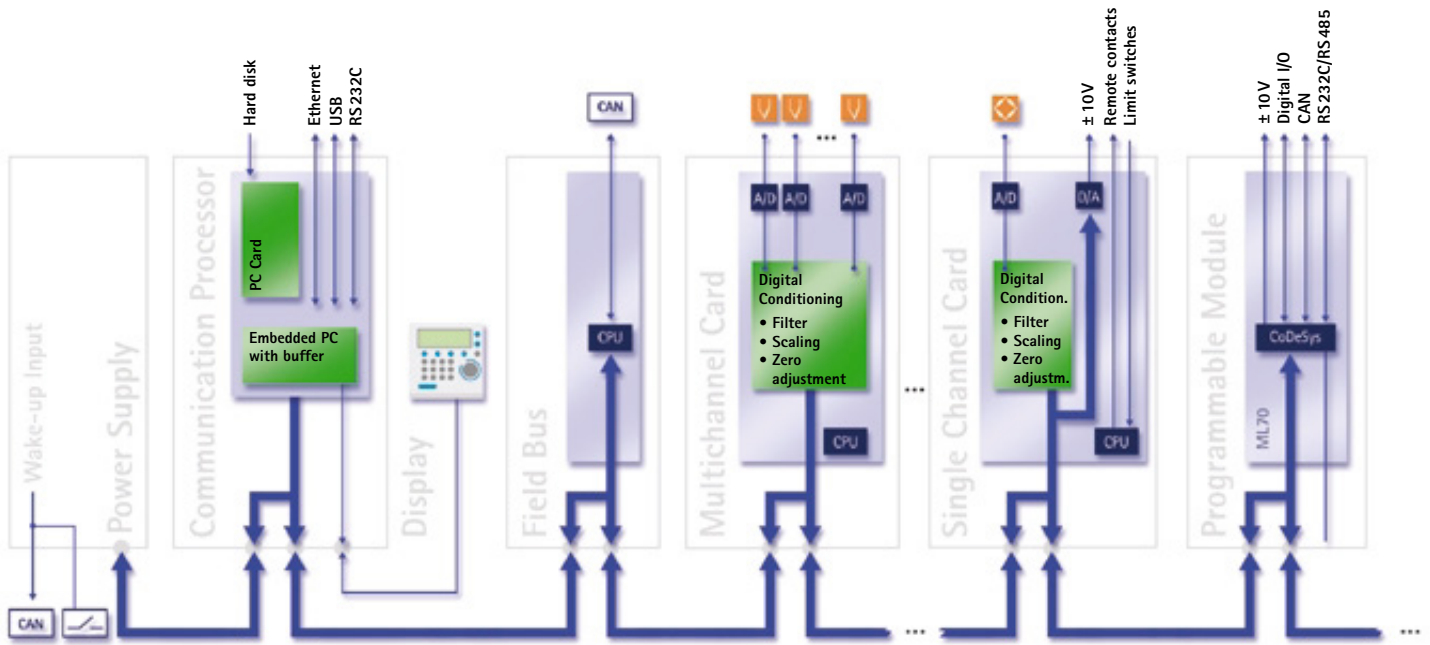 Wake-up Input
CAN
Power Supply
Communication Processor
Hard disk
Ethernet
USB
RS 232C
PC Card
Embedded PC
with buffer
Display
Field Bus
CAN
CPU
Multichannel Card
...
A/D
A/D
A/D
Digital
Conditioning
• Filter
• Scaling
• Zero
adjustment
CPU
...
Single Channel Card
± 10V
Remote contacts
Limit switches
A/D
D/A
Digital
Condition.
• Filter
• Scaling
• Zero
adjustm.
CPU
...
Programmable Module
± 10V
Digital I/O
CAN
RS232C/RS485
CoDeSys
ML70
...